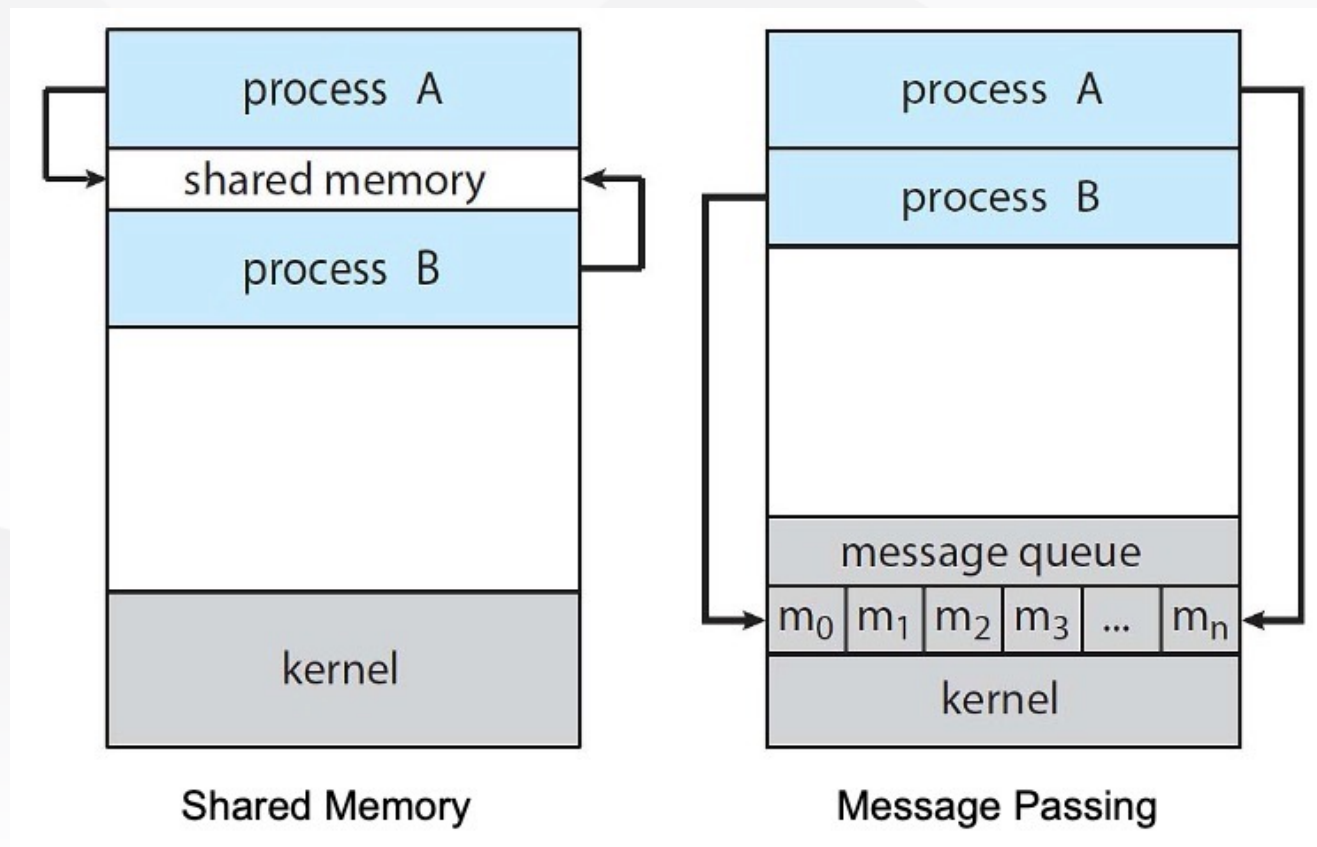 process A
shared memory
process B
kernel
Shared Memory
process A
process B
message queue
m₀ m₁ m₂ m₃ ... mₙ
kernel
Message Passing